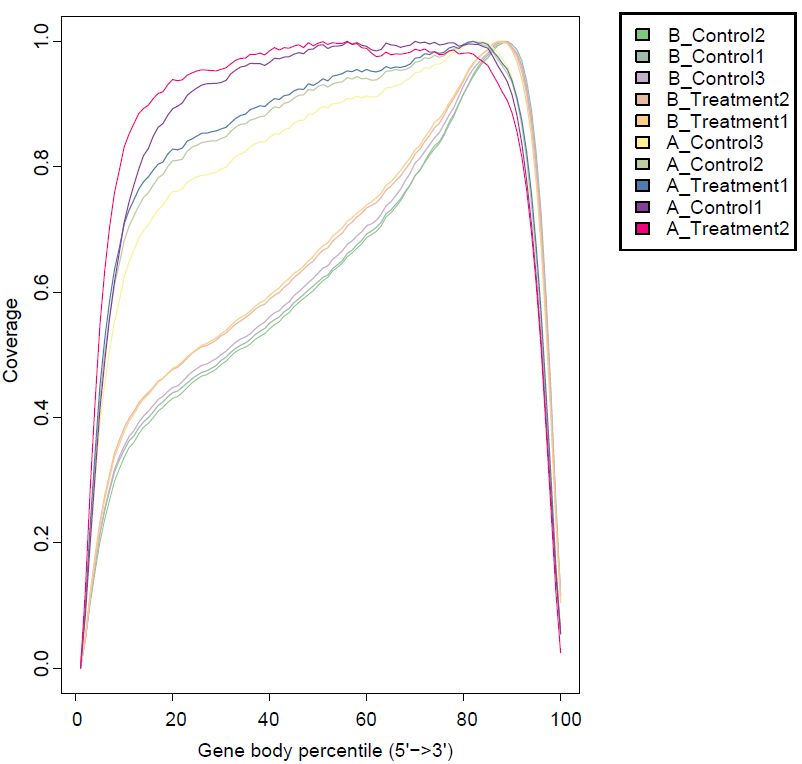 1.0
0.8
0.6
0.4
0.2
0.0
Coverage
0 20 40 60 80 100
Gene body percentile (5'−>3')
B_Control2
B_Control1
B_Control3
B_Treatment2
B_Treatment1
A_Control3
A_Control2
A_Treatment1
A_Control1
A_Treatment2